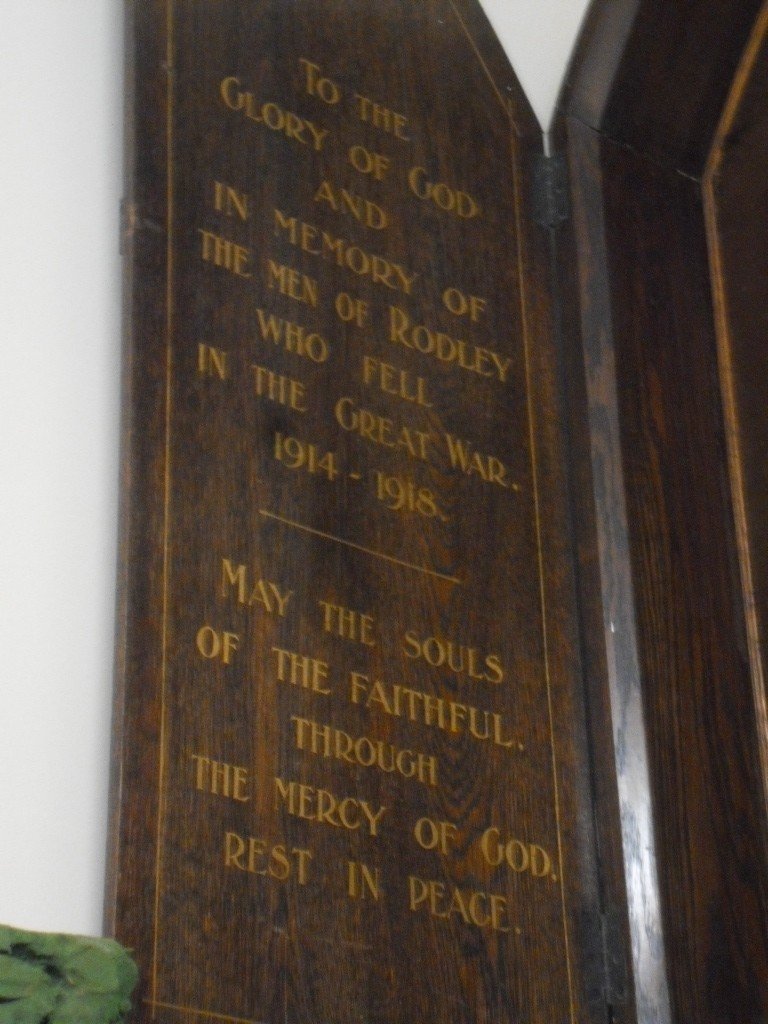 To the
Glory of God
and
in memory of
the men of Rodley
who fell
in the Great War.
1914 - 1918.
May the souls
of the faithful.
through
the mercy of God.
rest in peace.